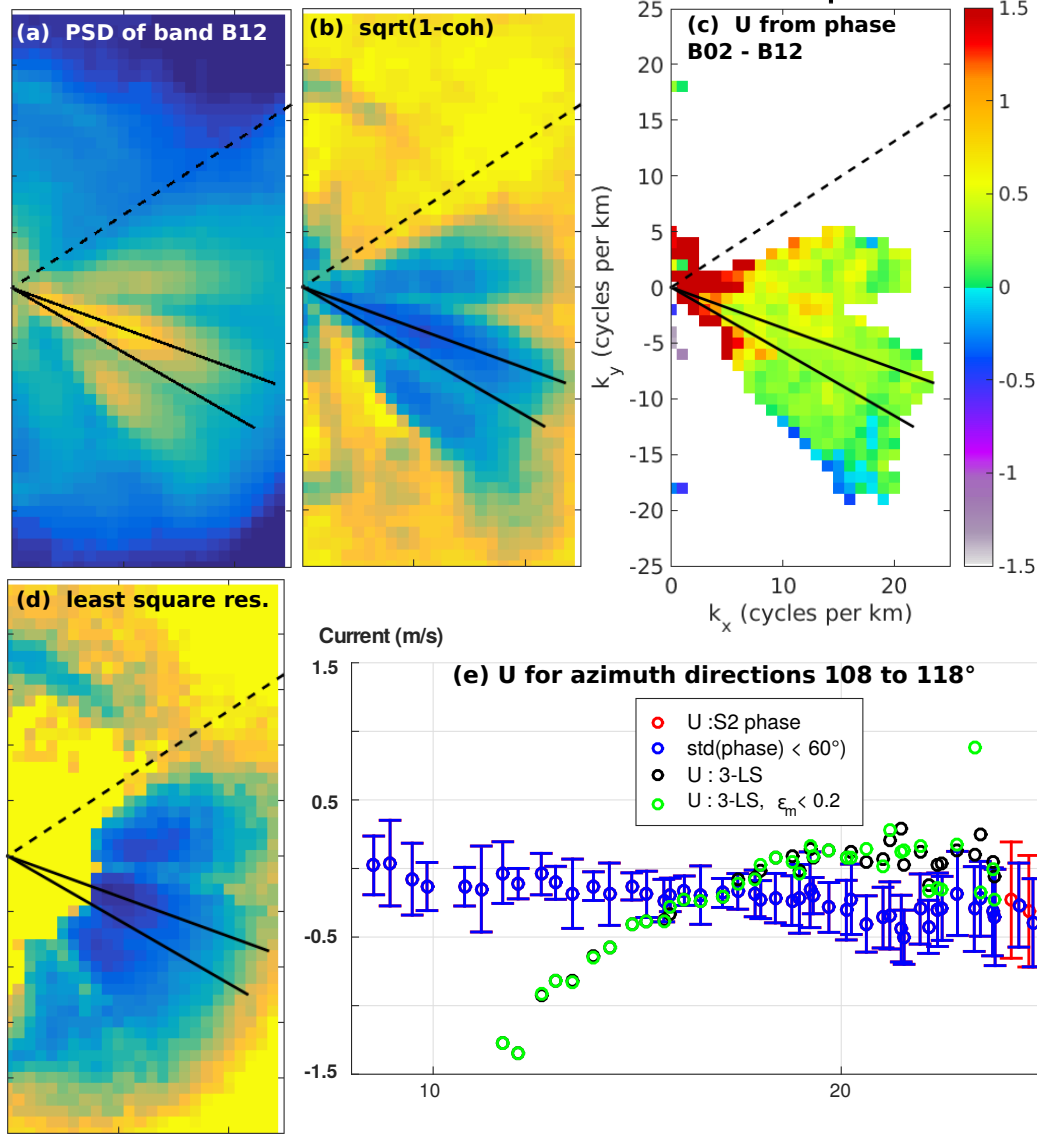 (a) PSD of band B12
(b) sqrt(1-coh)
(c) U from phase
B02 - B12
25
20
15
10
5
0
-5
-10
-15
-20
-25
k_y (cycles per km)
0
10
20
k_x (cycles per km)
1.5
1
0.5
0
-0.5
-1
-1.5
(d) least square res.
Current (m/s)
(e) U for azimuth directions 108 to 118°
U :S2 phase
std(phase) < 60°)
U : 3-LS
U : 3-LS, ε_m< 0.2
1.5
0.5
-0.5
-1.5
10
20